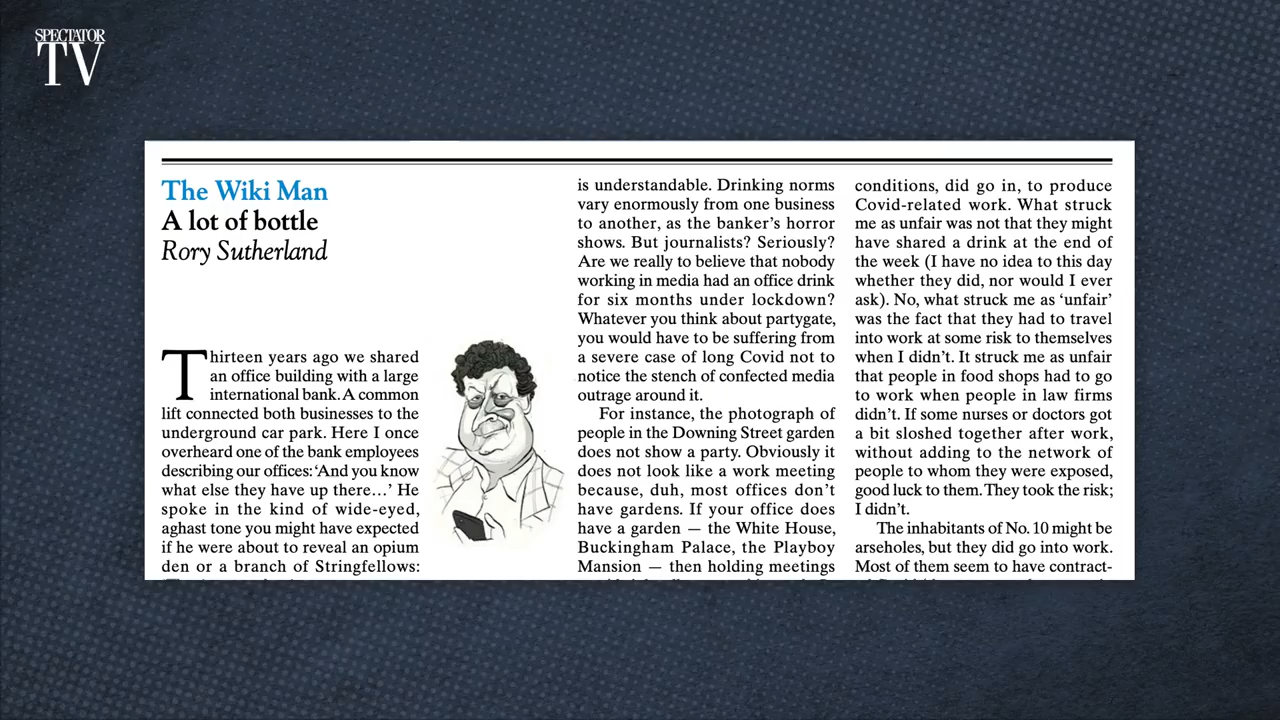 SPECTATOR
TV
The Wiki Man
A lot of bottle
Rory Sutherland
Thirteen years ago we shared
an office building with a large
international bank. A common
lift connected both businesses to the
underground car park. Here I once
overheard one of the bank employees
describing our offices: ‘And you know
what else they have up there…’ He
spoke in the kind of wide-eyed,
aghast tone you might have expected
if he were about to reveal an opium
den or a branch of Stringfellows:
is understandable. Drinking norms
vary enormously from one business
to another, as the banker’s horror
shows. But journalists? Seriously?
Are we really to believe that nobody
working in media had an office drink
for six months under lockdown?
Whatever you think about partygate,
you would have to be suffering from
a severe case of long Covid not to
notice the stench of confected media
outrage around it.
For instance, the photograph of
people in the Downing Street garden
does not show a party. Obviously it
does not look like a work meeting
because, duh, most offices don’t
have gardens. If your office does
have a garden — the White House,
Buckingham Palace, the Playboy
Mansion — then holding meetings
conditions, did go in, to produce
Covid-related work. What struck
me as unfair was not that they might
have shared a drink at the end of
the week (I have no idea to this day
whether they did, nor would I ever
ask). No, what struck me as ‘unfair’
was the fact that they had to travel
into work at some risk to themselves
when I didn’t. It struck me as unfair
that people in food shops had to go
to work when people in law firms
didn’t. If some nurses or doctors got
a bit sloshed together after work,
without adding to the network of
people to whom they were exposed,
good luck to them. They took the risk;
I didn’t.
The inhabitants of No. 10 might be
arseholes, but they did go into work.
Most of them seem to have contract-